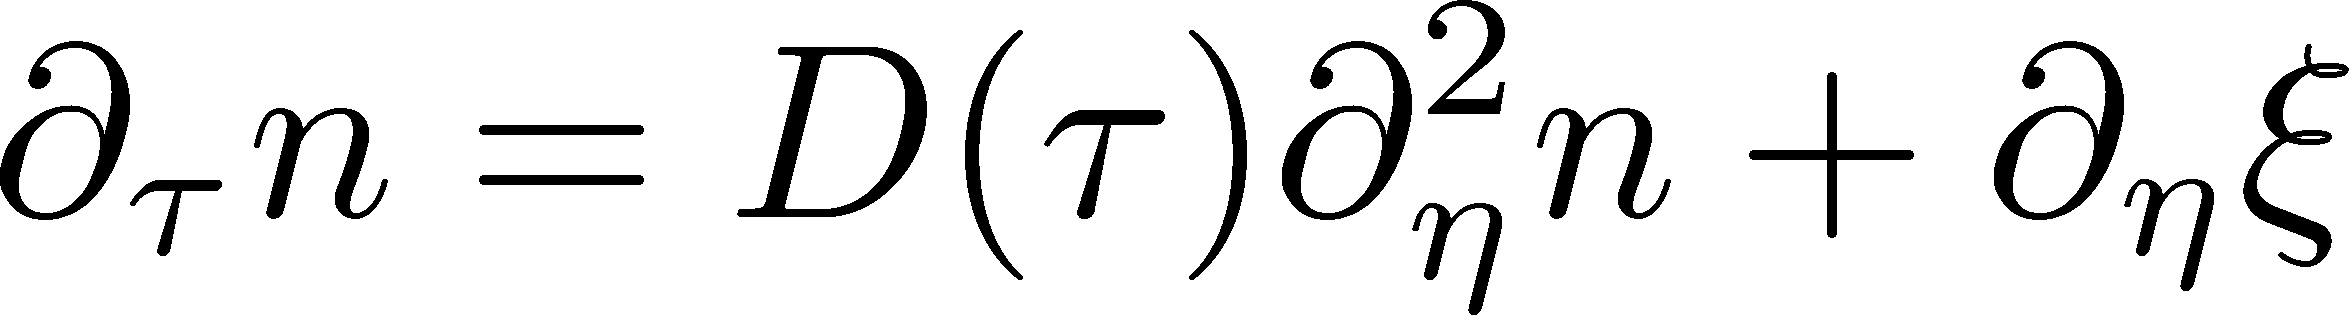 ∂_τ n = D(τ)∂_η^2 n + ∂_η ξ